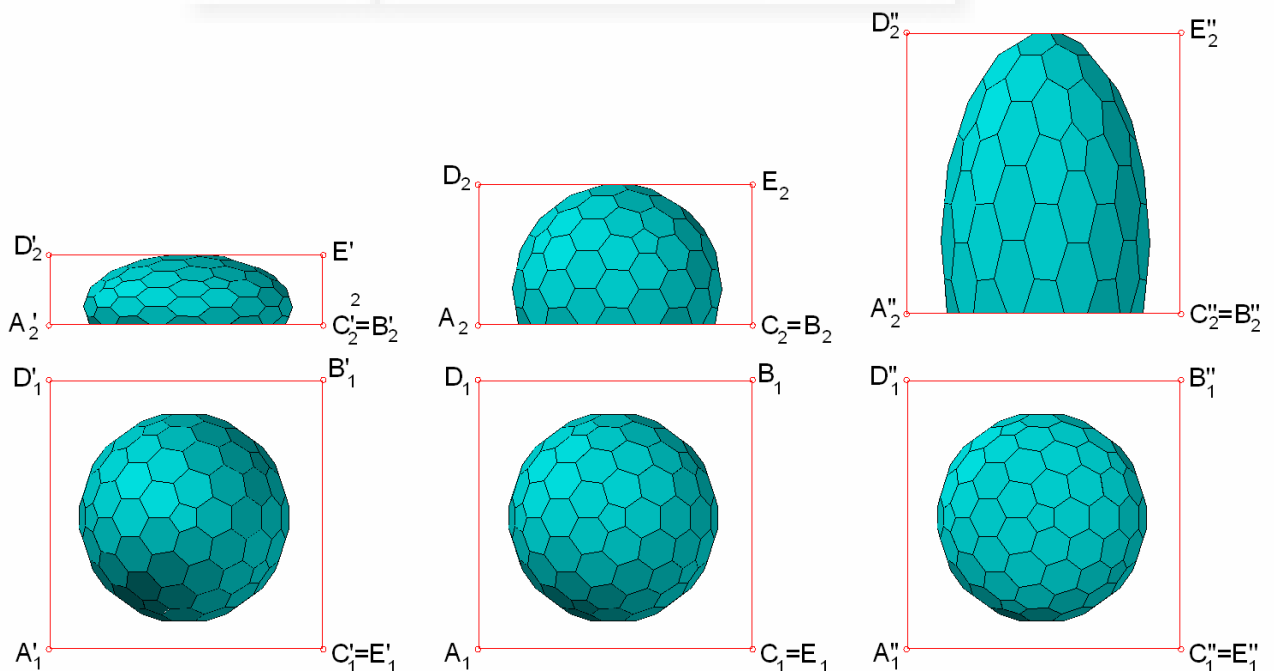 D″₂ E″₂
D₂ E₂
D′₂ E′
2
A′₂ C′₂=B′₂ A₂ C₂=B₂ A″₂ C″₂=B″₂
D′₁ B′₁ D₁ B₁ D″₁ B″₁
A′₁ C′₁=E′₁ A₁ C₁=E₁ A″₁ C″₁=E″₁